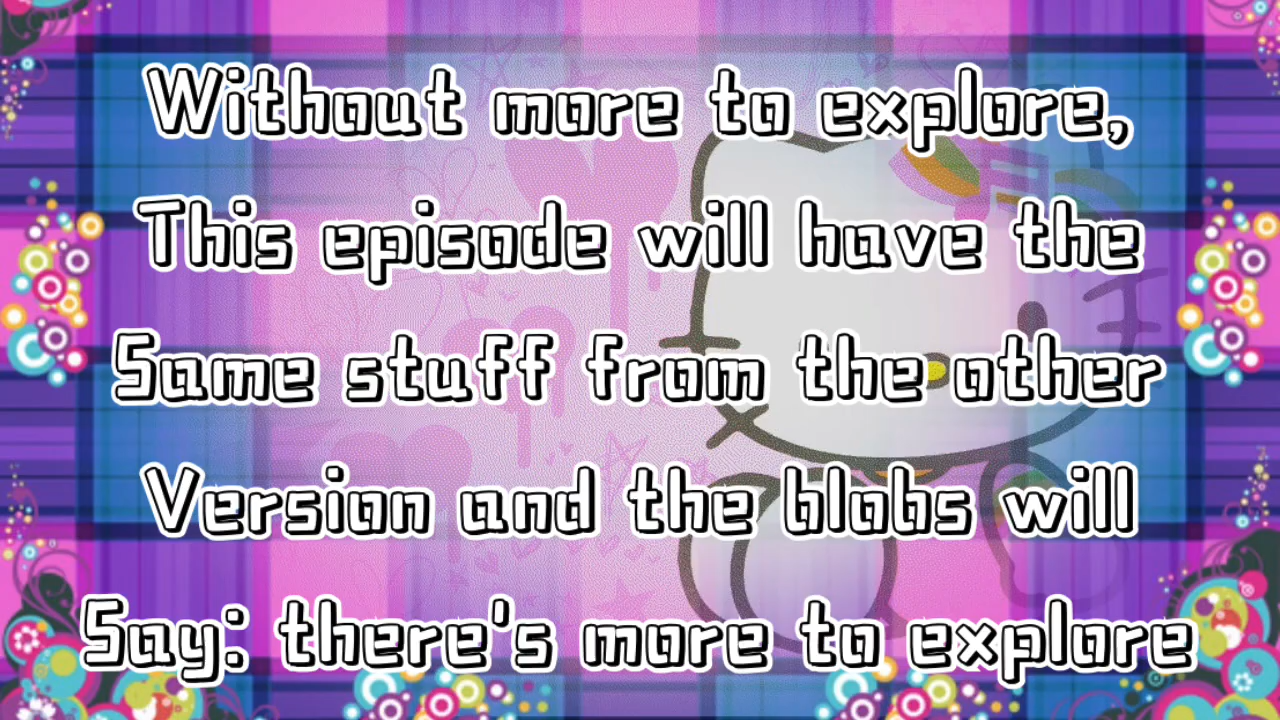 Without more to explore,
This episode will have the
Same stuff from the other
Version and the blobs will
Say: there's more to explore